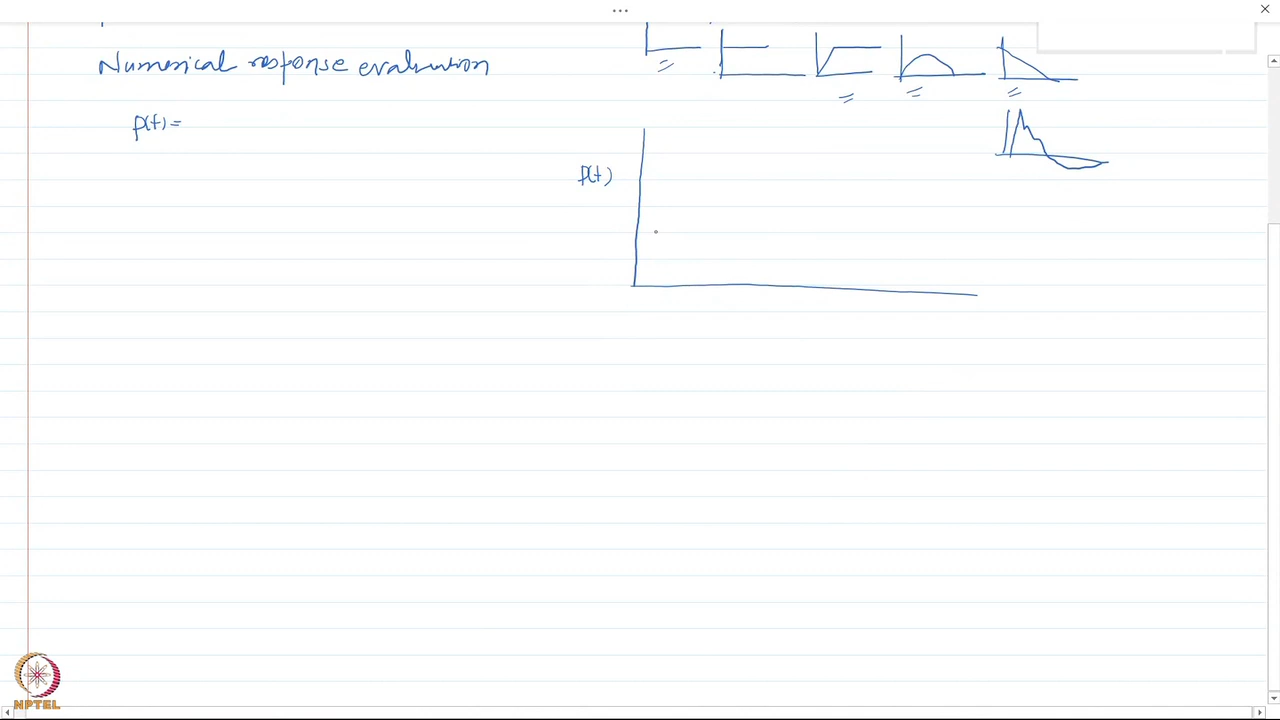 Numerical response evaluation
p(t) =
p(t)
NPTEL